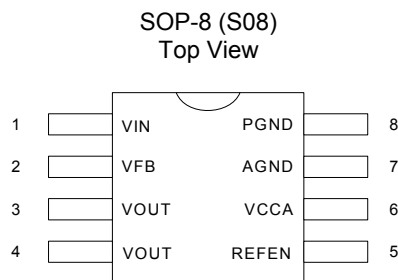 SOP-8 (S08)
Top View
1 VIN PGND 8
2 VFB AGND 7
3 VOUT VCCA 6
4 VOUT REFEN 5